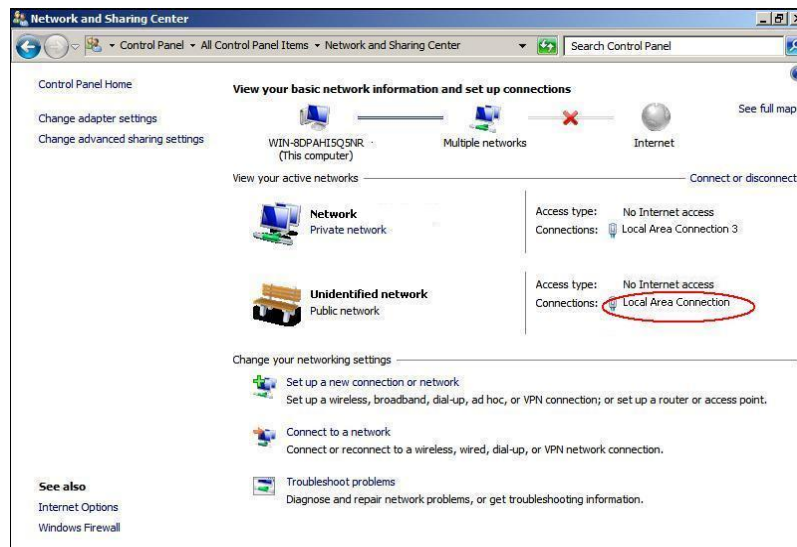 Network and Sharing Center
Control Panel All Control Panel Items Network and Sharing Center Search Control Panel
Control Panel Home
View your basic network information and set up connections
Change adapter settings
See full map
Change advanced sharing settings
WIN-8DPAHI5Q5NR Multiple networks Internet
(This computer)
View your active networks Connect or disconnect
Network Access type: No Internet access
Private network Connections: Local Area Connection 3
Unidentified network Access type: No Internet access
Public network Connections: Local Area Connection
Change your networking settings
Set up a new connection or network
Set up a wireless, broadband, dial-up, ad hoc, or VPN connection; or set up a router or access point.
Connect to a network
Connect or reconnect to a wireless, wired, dial-up, or VPN network connection.
Troubleshoot problems
Diagnose and repair network problems, or get troubleshooting information.
See also
Internet Options
Windows Firewall